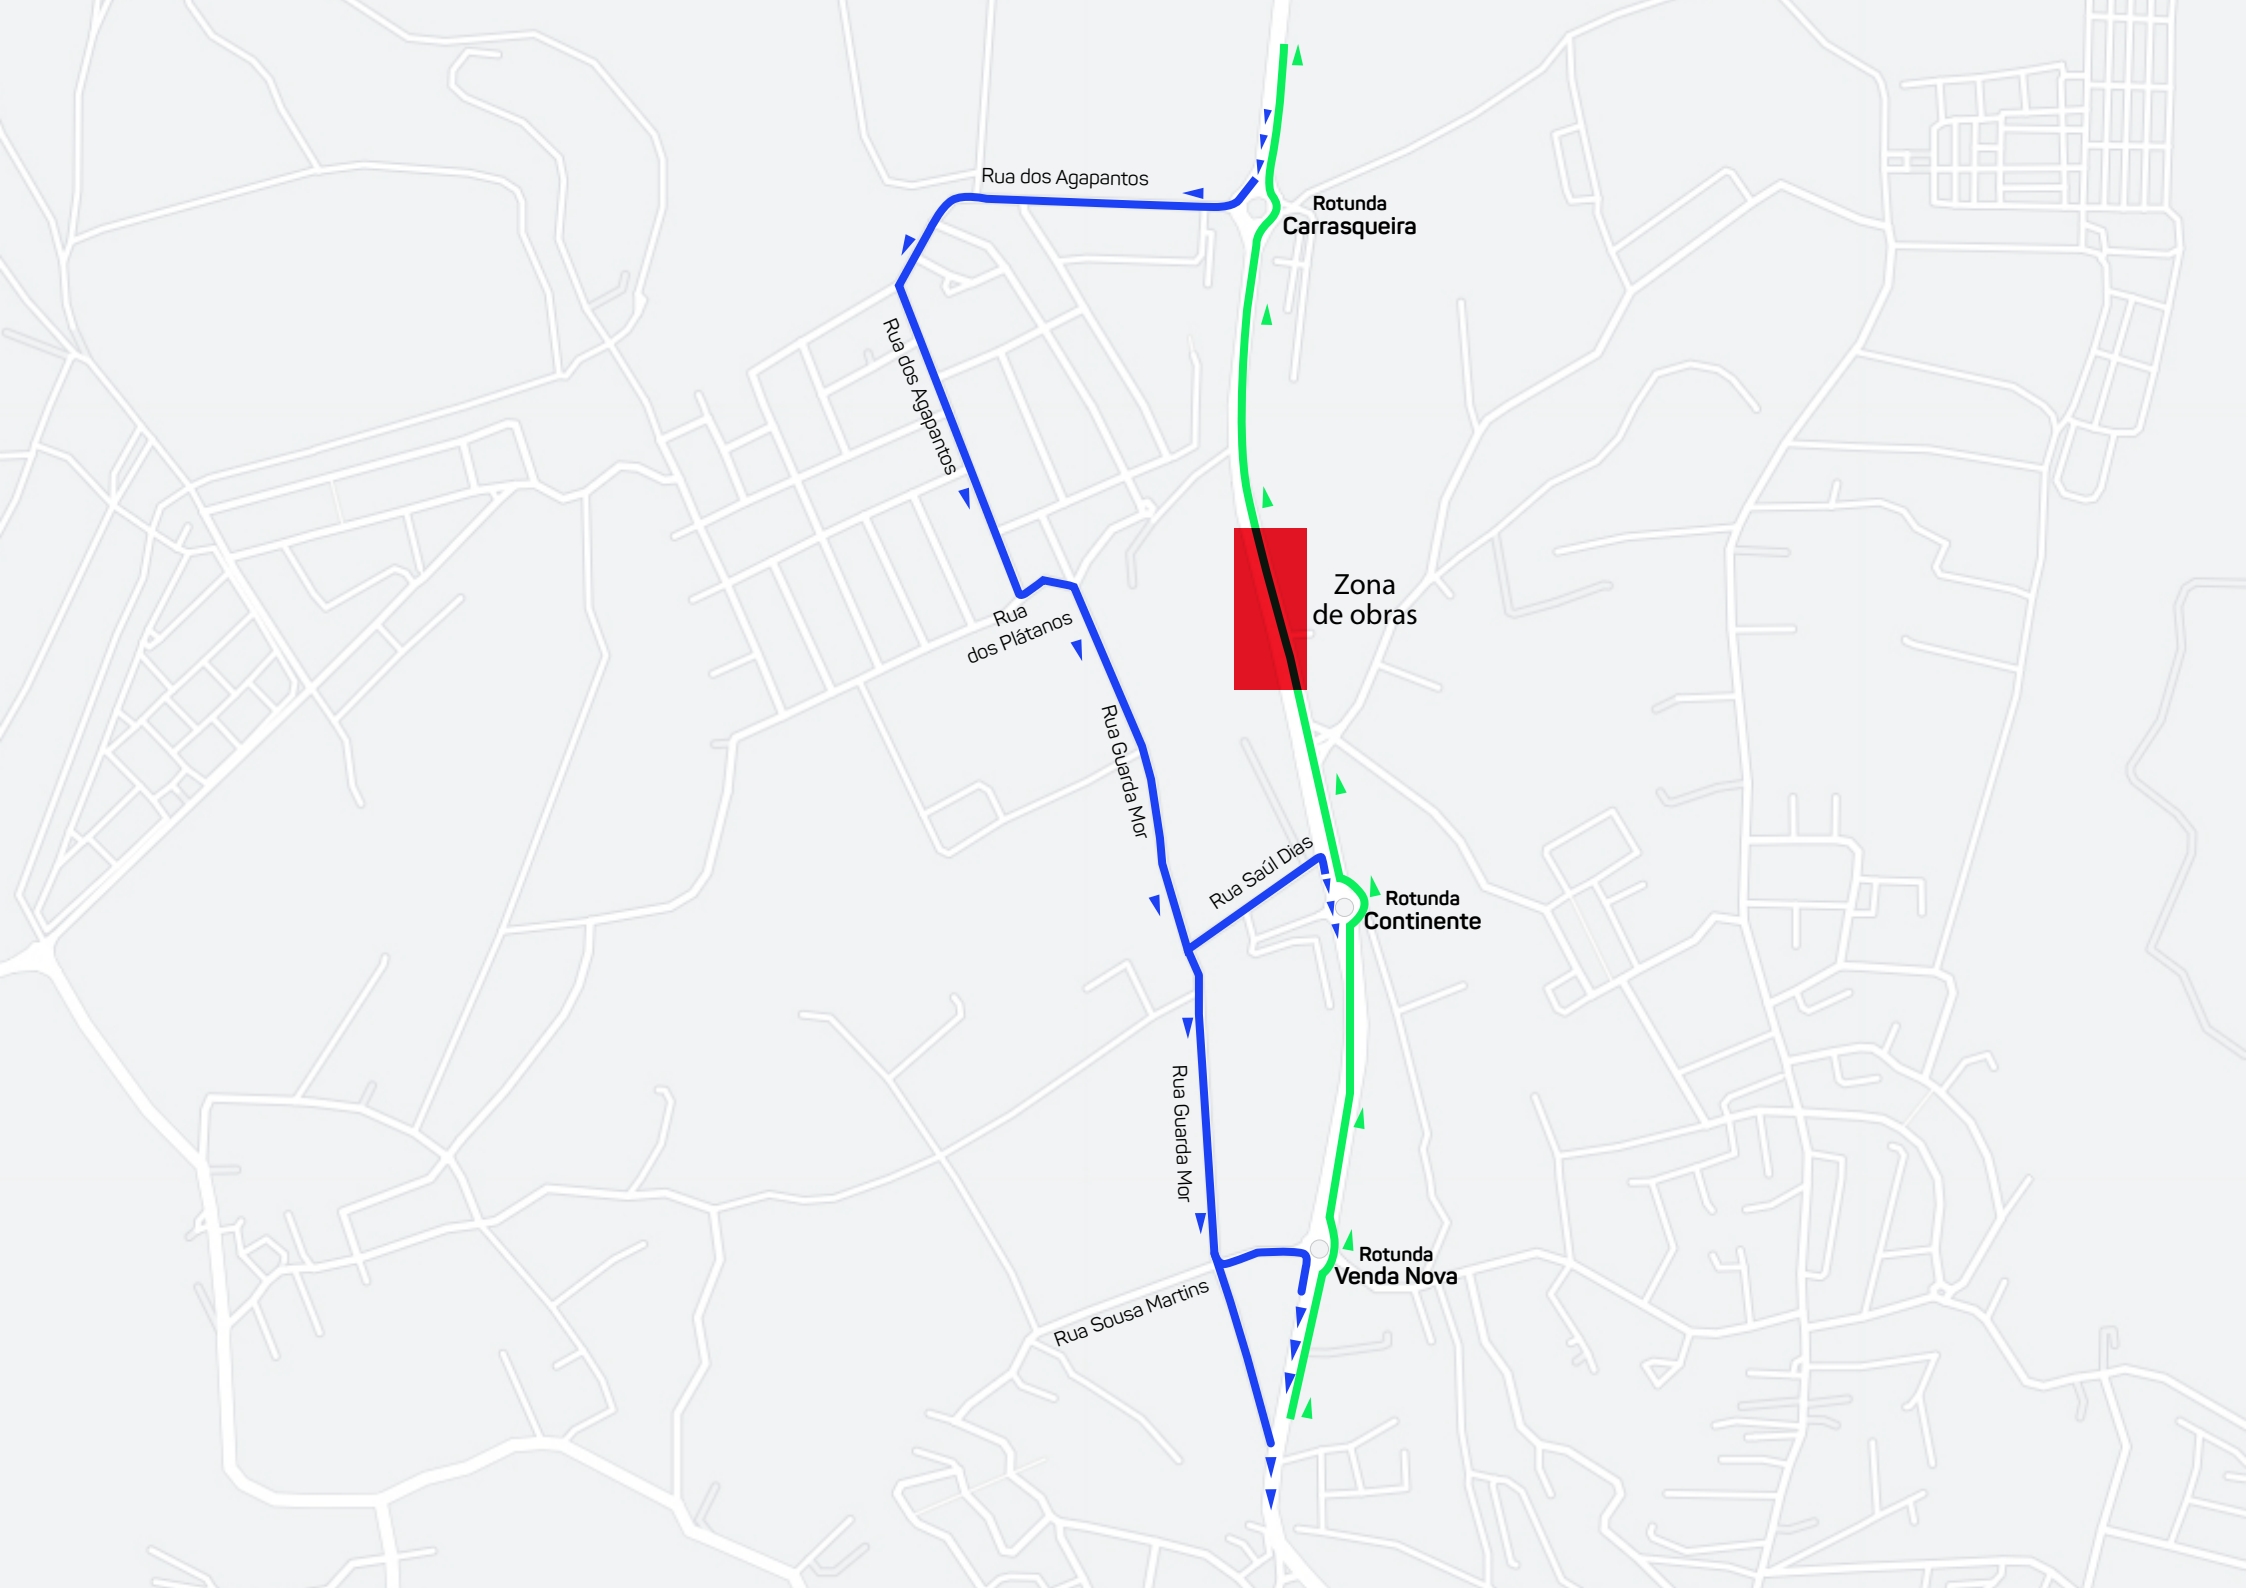 Rua dos Agapantos
Rotunda
Carrasqueira
Rua dos Agapantos
Zona
de obras
Rua
dos Plátanos
Rua Guarda Mor
Rua Saúl Dias
Rotunda
Continente
Rua Guarda Mor
Rotunda
Venda Nova
Rua Sousa Martins